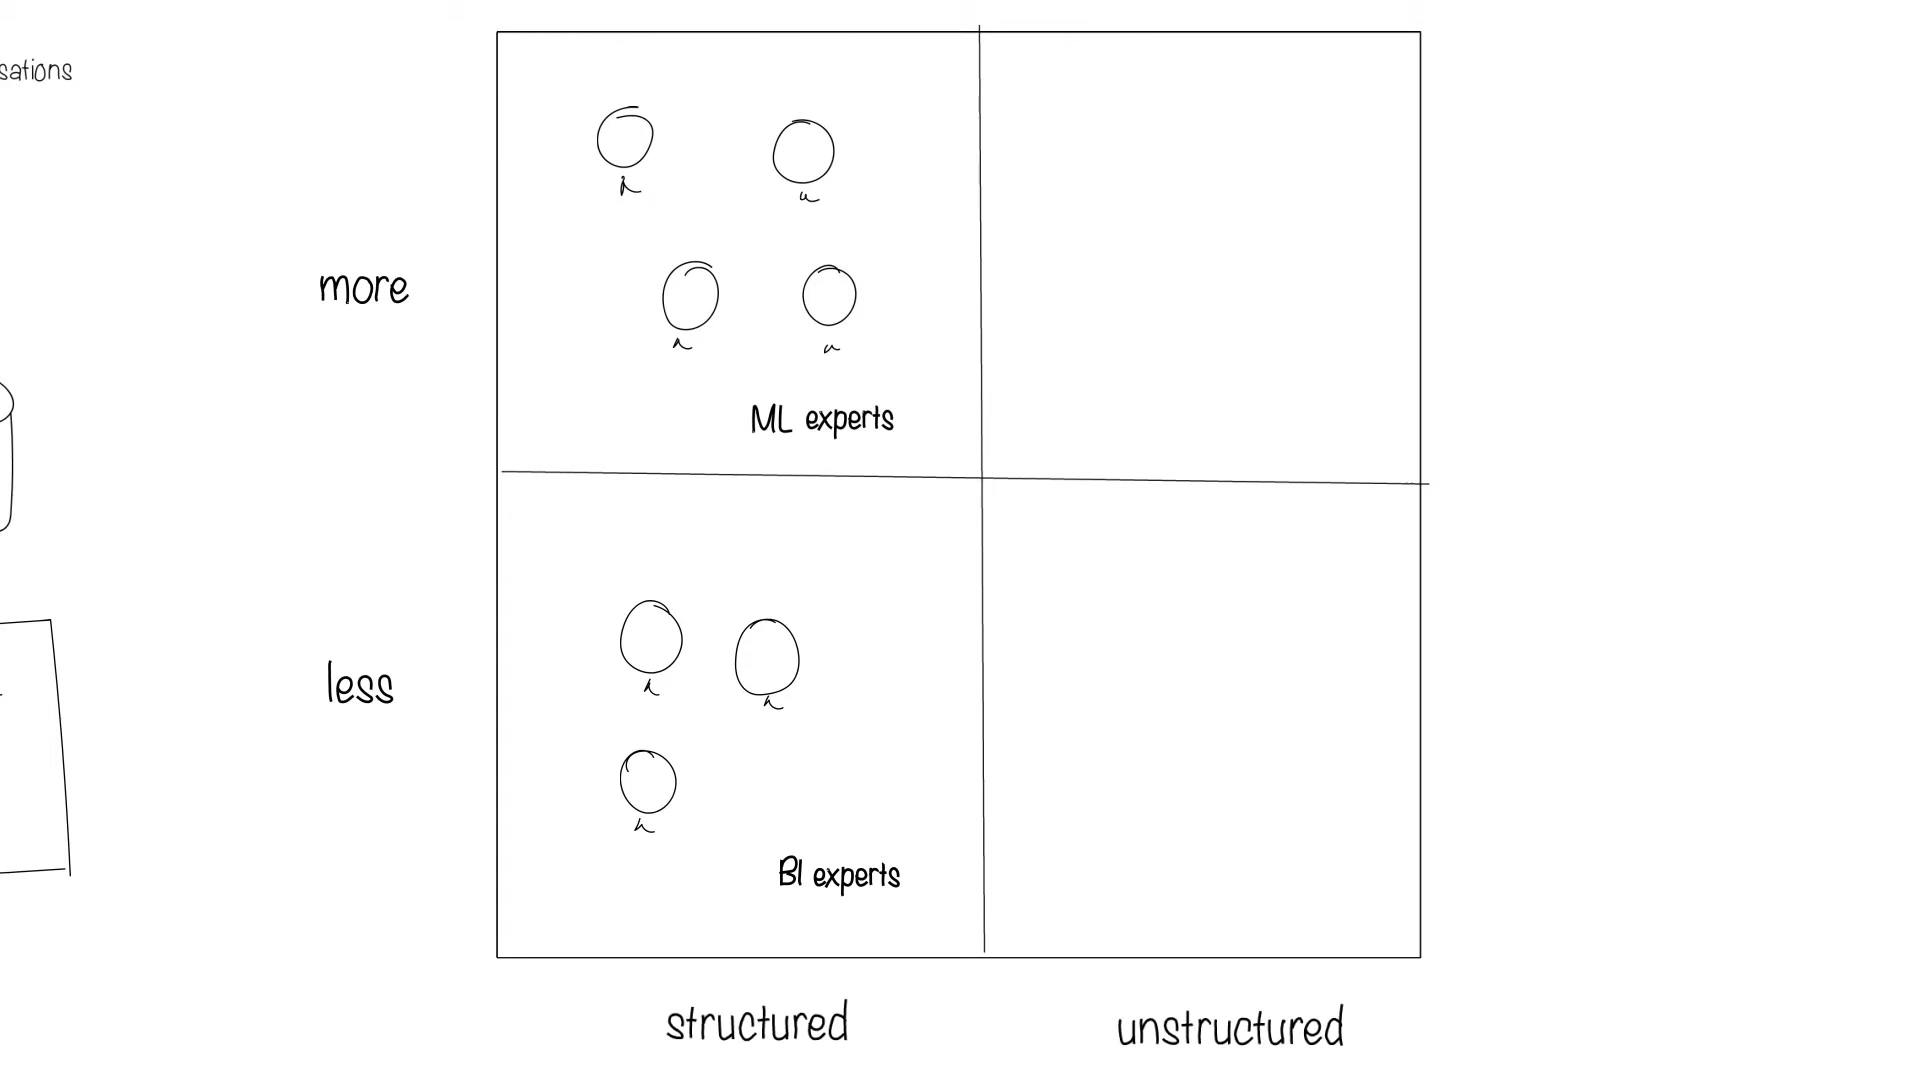 sations
more
ML experts
less
BI experts
structured
unstructured